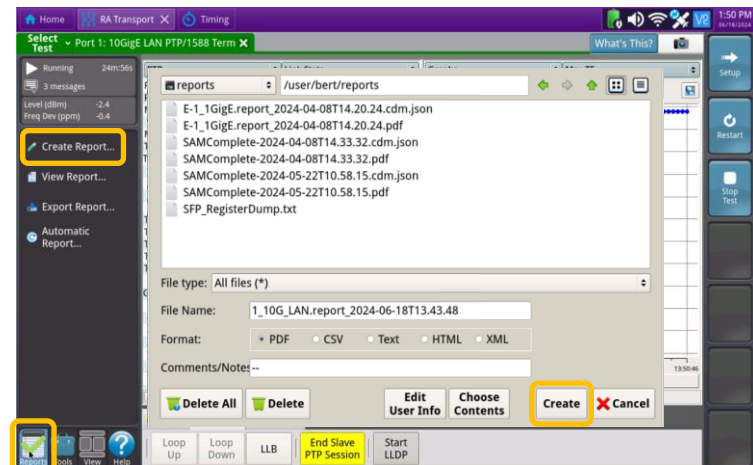 Home
RA Transport X
Timing
V2
1:50 PM
06/18/2024
Select Test
Port 1: 10GigE LAN PTP/1588 Term X
What's This?
Running 24m:56s
3 messages
Level (dBm) -2.4
Freq Dev (ppm) -0.4
Create Report...
View Report...
Export Report...
Automatic Report...
reports
/user/bert/reports
E-1_1GigE.report_2024-04-08T14.20.24.cdm.json
E-1_1GigE.report_2024-04-08T14.20.24.pdf
SAMComplete-2024-04-08T14.33.32.cdm.json
SAMComplete-2024-04-08T14.33.32.pdf
SAMComplete-2024-05-22T10.58.15.cdm.json
SAMComplete-2024-05-22T10.58.15.pdf
SFP_RegisterDump.txt
File type: All files (*)
File Name: 1_10G_LAN.report_2024-06-18T13.43.48
Format: PDF CSV Text HTML XML
Comments/Notes --
Delete All
Delete
Edit User Info
Choose Contents
Create
Cancel
13:50:46
Setup
Restart
Stop Test
Reports
Tools
View
Help
Loop Up
Loop Down
LLB
End Slave PTP Session
Start LLDP